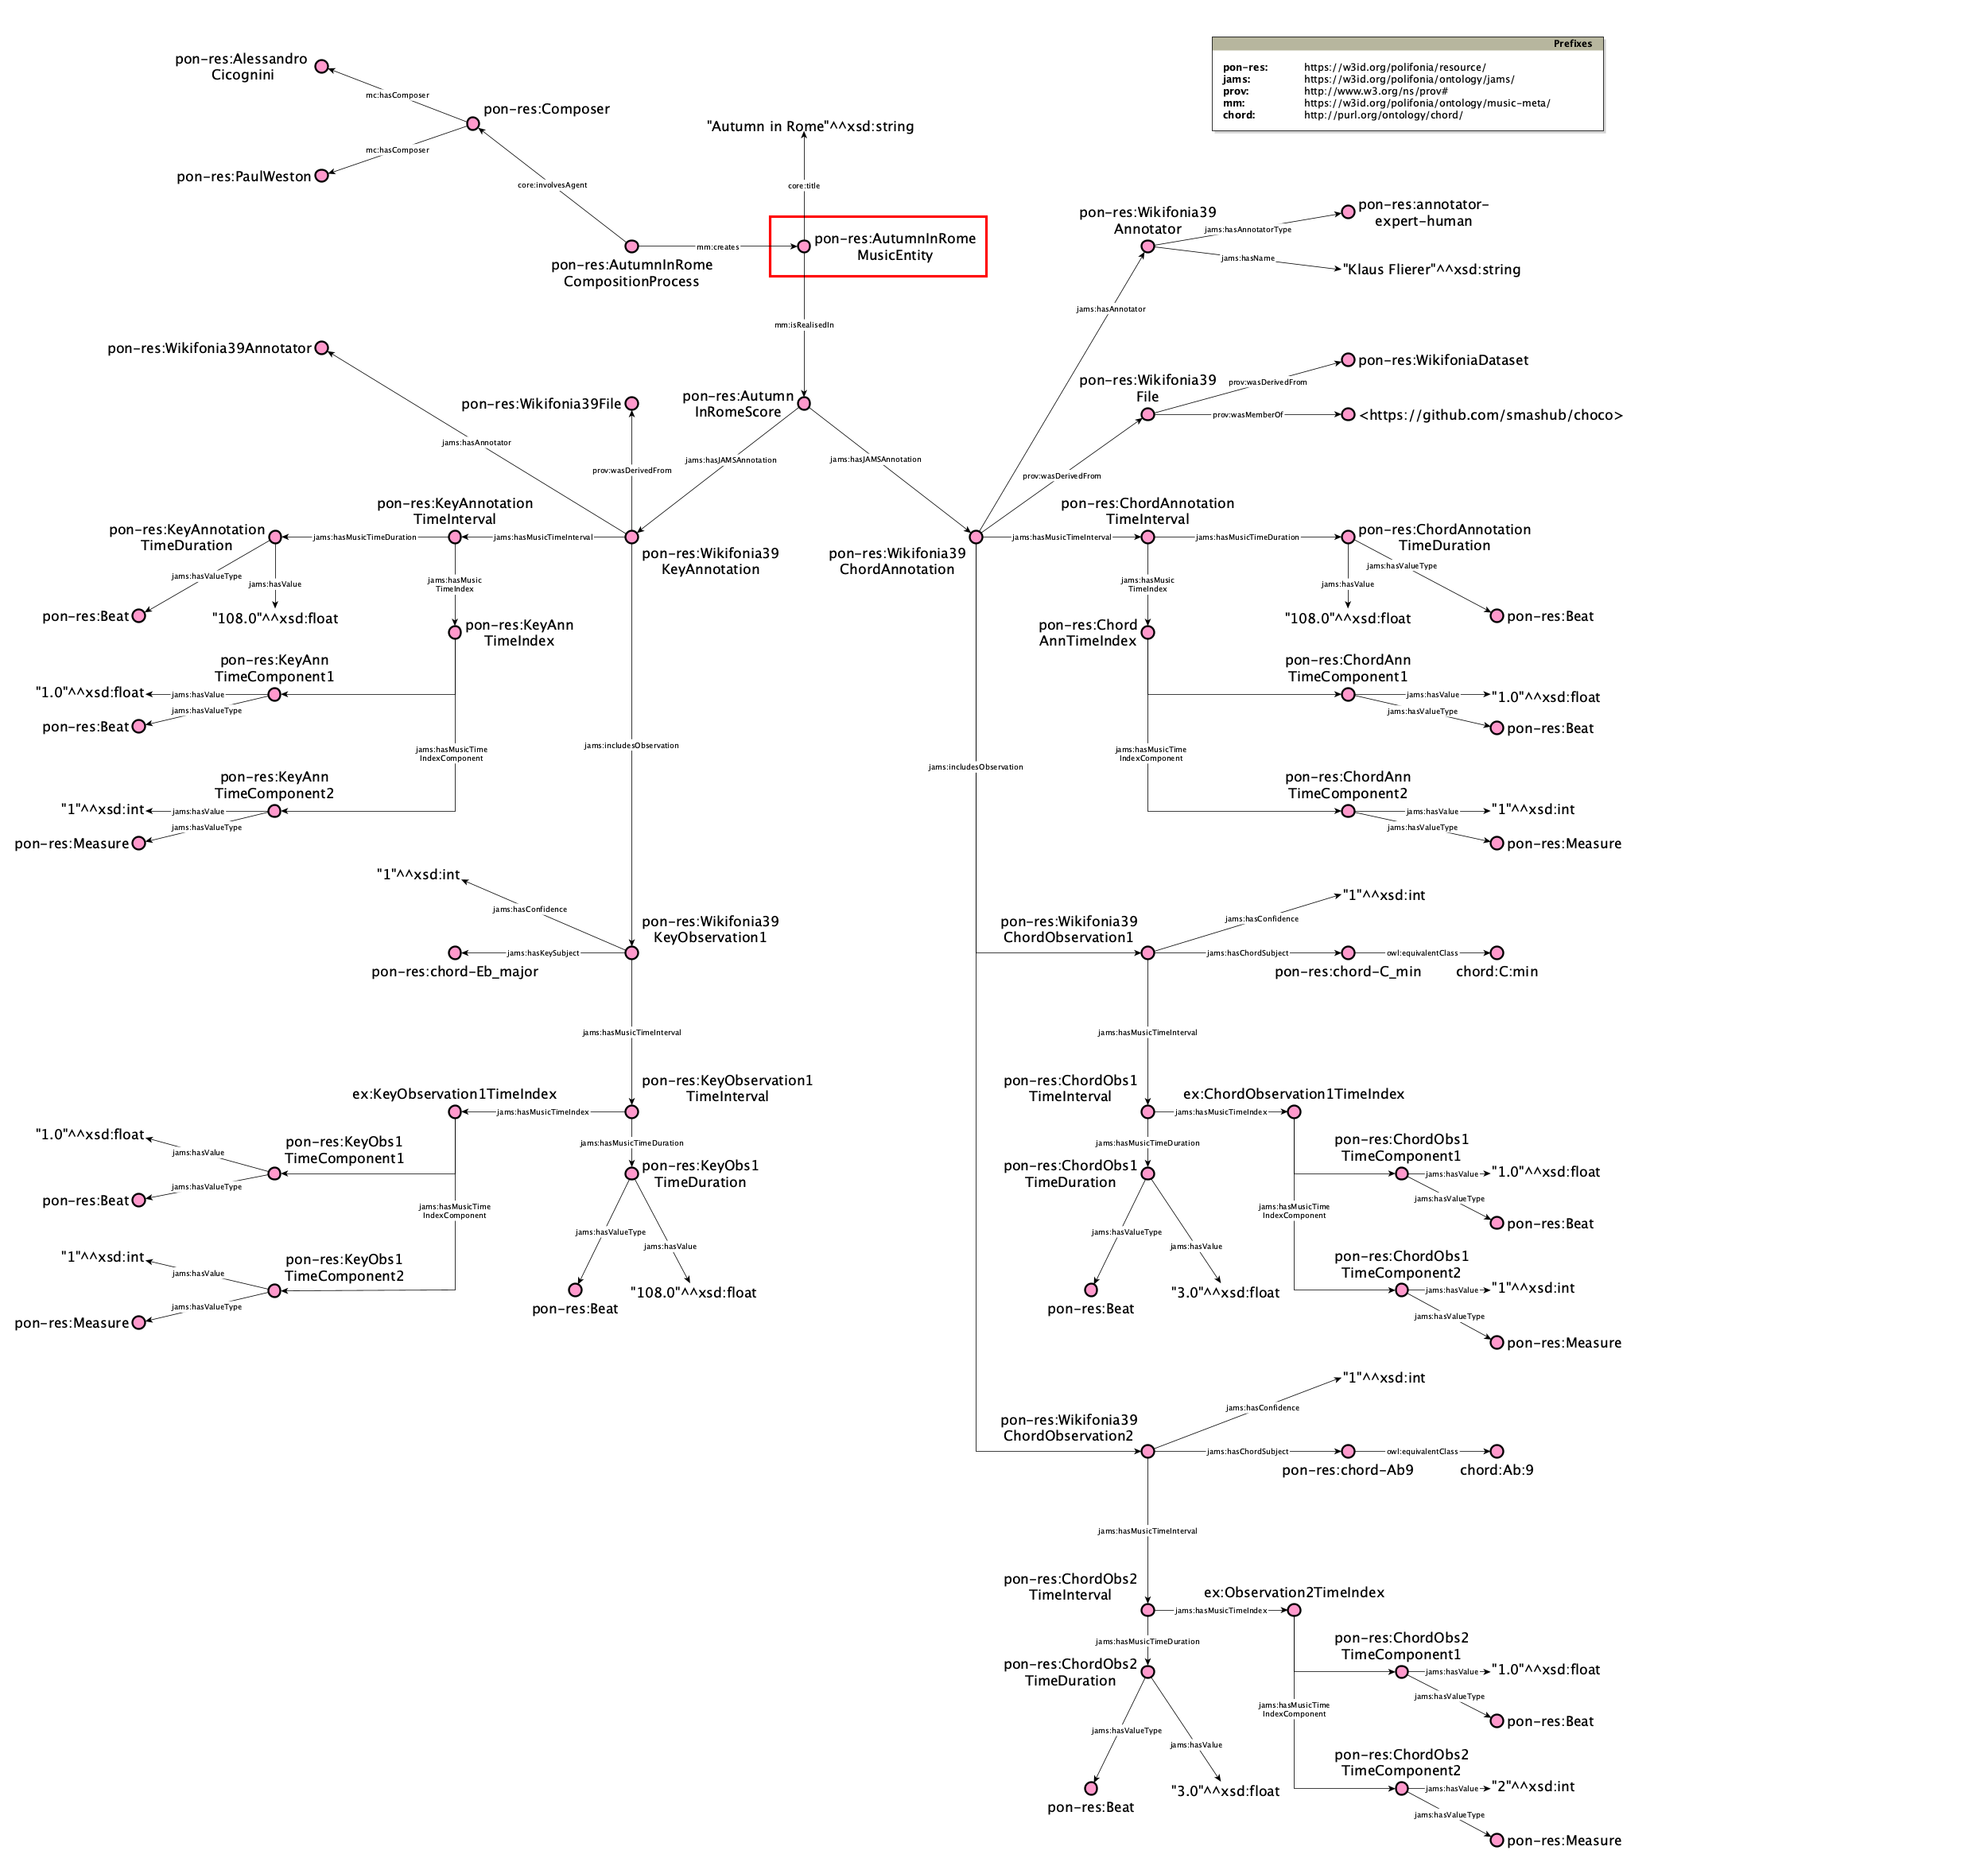 Prefixes
pon-res: https://w3id.org/polifonia/resource/
jams: https://w3id.org/polifonia/ontology/jams/
prov: http://www.w3.org/ns/prov#
mm: https://w3id.org/polifonia/ontology/music-meta/
chord: http://purl.org/ontology/chord/
pon-res:Alessandro
Cicognini
mc:hasComposer
pon-res:Composer
mc:hasComposer
pon-res:PaulWeston
core:involvesAgent
"Autumn in Rome"^^xsd:string
core:title
mm:creates
pon-res:AutumnInRome
MusicEntity
pon-res:AutumnInRome
CompositionProcess
mm:isRealisedIn
pon-res:Wikifonia39
Annotator
jams:hasAnnotatorType
pon-res:annotator-
expert-human
jams:hasName
"Klaus Flierer"^^xsd:string
jams:hasAnnotator
pon-res:Wikifonia39Annotator
jams:hasAnnotator
pon-res:Wikifonia39File
prov:wasDerivedFrom
pon-res:Autumn
InRomeScore
jams:hasJAMSAnnotation
jams:hasJAMSAnnotation
pon-res:Wikifonia39
File
prov:wasDerivedFrom
pon-res:WikifoniaDataset
prov:wasMemberOf
<https://github.com/smashub/choco>
prov:wasDerivedFrom
pon-res:KeyAnnotation
TimeDuration
jams:hasMusicTimeDuration
pon-res:KeyAnnotation
TimeInterval
jams:hasMusicTimeInterval
pon-res:Wikifonia39
KeyAnnotation
jams:hasValueType
jams:hasValue
pon-res:Beat
"108.0"^^xsd:float
jams:hasMusic
TimeIndex
pon-res:KeyAnn
TimeIndex
pon-res:KeyAnn
TimeComponent1
"1.0"^^xsd:float
jams:hasValue
jams:hasValueType
pon-res:Beat
jams:hasMusicTime
IndexComponent
pon-res:KeyAnn
TimeComponent2
"1"^^xsd:int
jams:hasValue
jams:hasValueType
pon-res:Measure
jams:includesObservation
pon-res:Wikifonia39
ChordAnnotation
jams:hasMusicTimeInterval
pon-res:ChordAnnotation
TimeInterval
jams:hasMusicTimeDuration
pon-res:ChordAnnotation
TimeDuration
jams:hasValueType
jams:hasValue
"108.0"^^xsd:float
pon-res:Beat
jams:hasMusic
TimeIndex
pon-res:Chord
AnnTimeIndex
pon-res:ChordAnn
TimeComponent1
jams:hasValue
"1.0"^^xsd:float
jams:hasValueType
pon-res:Beat
jams:hasMusicTime
IndexComponent
pon-res:ChordAnn
TimeComponent2
jams:hasValue
"1"^^xsd:int
jams:hasValueType
pon-res:Measure
jams:includesObservation
"1"^^xsd:int
jams:hasConfidence
pon-res:Wikifonia39
KeyObservation1
jams:hasKeySubject
pon-res:chord-Eb_major
jams:hasMusicTimeInterval
pon-res:KeyObservation1
TimeInterval
ex:KeyObservation1TimeIndex
jams:hasMusicTimeIndex
jams:hasMusicTimeDuration
pon-res:KeyObs1
TimeDuration
jams:hasValueType
jams:hasValue
pon-res:Beat
"108.0"^^xsd:float
"1.0"^^xsd:float
jams:hasValue
pon-res:KeyObs1
TimeComponent1
jams:hasValueType
pon-res:Beat
jams:hasMusicTime
IndexComponent
"1"^^xsd:int
jams:hasValue
pon-res:KeyObs1
TimeComponent2
jams:hasValueType
pon-res:Measure
pon-res:Wikifonia39
ChordObservation1
jams:hasConfidence
"1"^^xsd:int
jams:hasChordSubject
pon-res:chord-C_min
owl:equivalentClass
chord:C:min
jams:hasMusicTimeInterval
pon-res:ChordObs1
TimeInterval
jams:hasMusicTimeIndex
ex:ChordObservation1TimeIndex
jams:hasMusicTimeDuration
pon-res:ChordObs1
TimeDuration
jams:hasValueType
jams:hasValue
pon-res:Beat
"3.0"^^xsd:float
pon-res:ChordObs1
TimeComponent1
jams:hasValue
"1.0"^^xsd:float
jams:hasValueType
pon-res:Beat
jams:hasMusicTime
IndexComponent
pon-res:ChordObs1
TimeComponent2
jams:hasValue
"1"^^xsd:int
jams:hasValueType
pon-res:Measure
pon-res:Wikifonia39
ChordObservation2
jams:hasConfidence
"1"^^xsd:int
jams:hasChordSubject
pon-res:chord-Ab9
owl:equivalentClass
chord:Ab:9
jams:hasMusicTimeInterval
pon-res:ChordObs2
TimeInterval
jams:hasMusicTimeIndex
ex:Observation2TimeIndex
jams:hasMusicTimeDuration
pon-res:ChordObs2
TimeDuration
jams:hasValueType
jams:hasValue
pon-res:Beat
"3.0"^^xsd:float
pon-res:ChordObs2
TimeComponent1
jams:hasValue
"1.0"^^xsd:float
jams:hasValueType
pon-res:Beat
jams:hasMusicTime
IndexComponent
pon-res:ChordObs2
TimeComponent2
jams:hasValue
"2"^^xsd:int
jams:hasValueType
pon-res:Measure